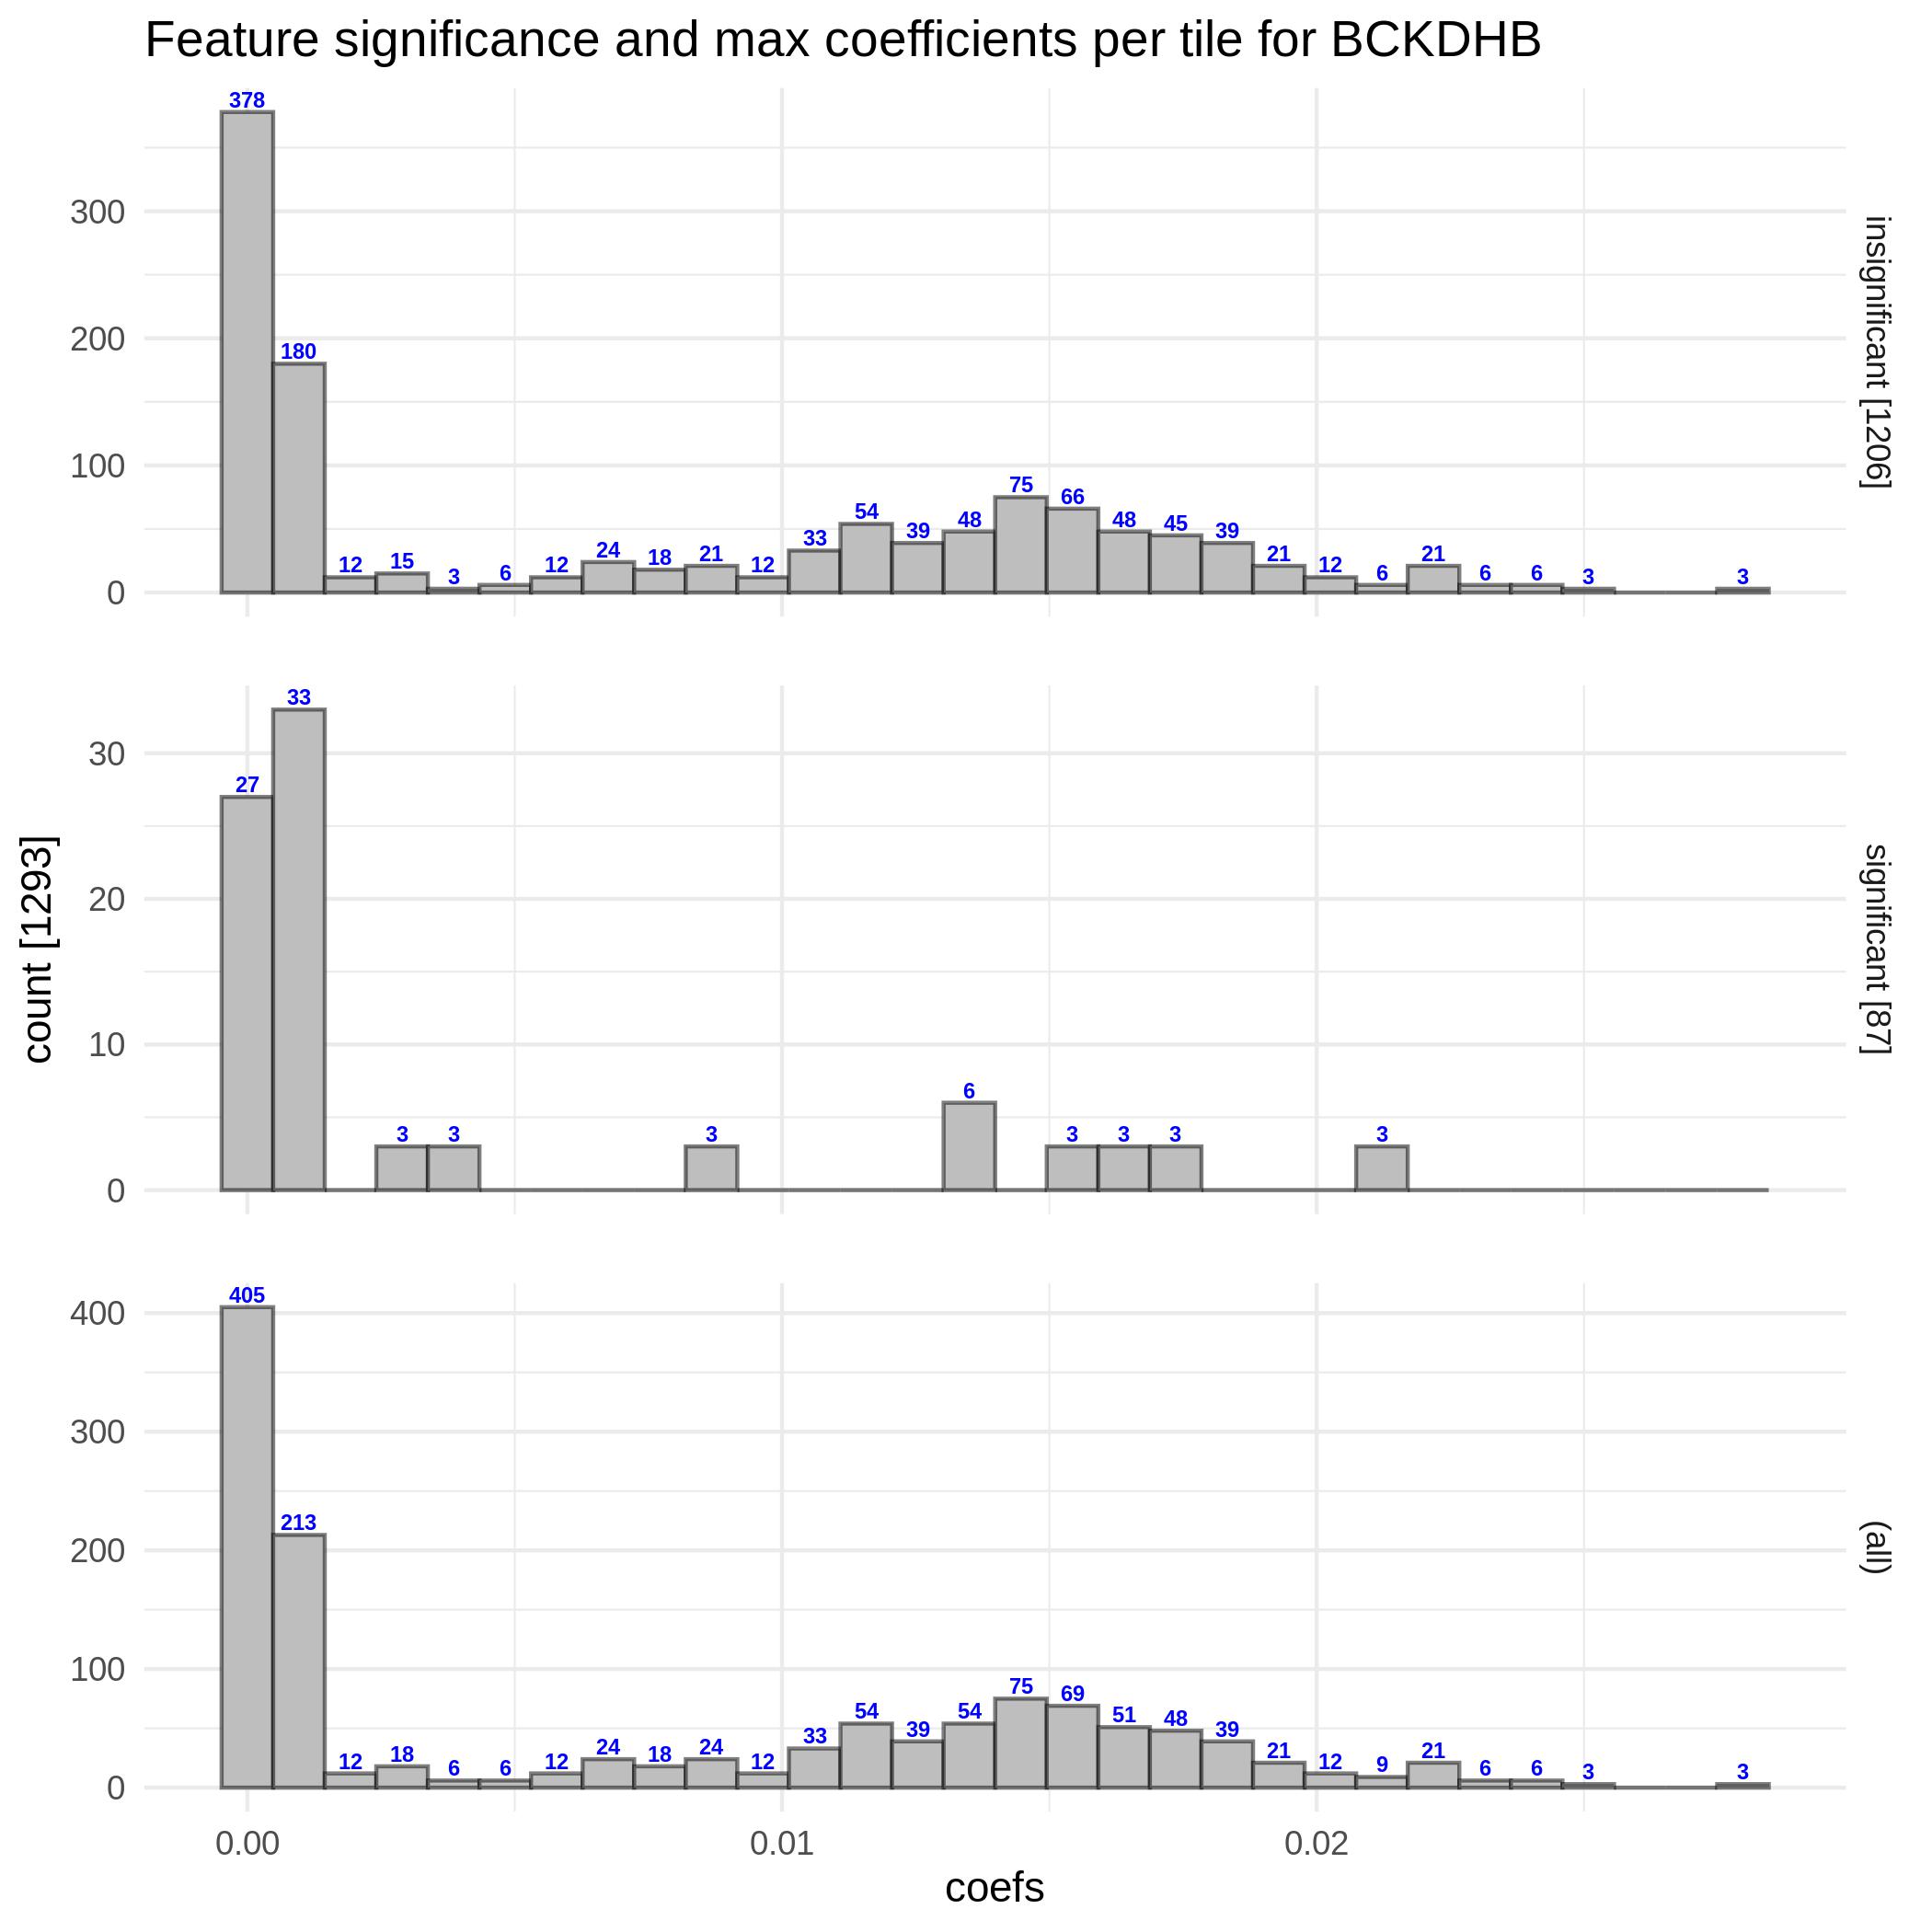 Feature significance and max coefficients per tile for BCKDHB
378
180
12 15 3 6 12 24 18 21 12 33 54 39 48 75 66 48 45 39 21 12 6 21 6 6 3 3
300
200
100
0
insignificant [1206]
33
27
3 3 3 6 3 3 3 3
30
20
10
0
significant [87]
count [1293]
405
213
12 18 6 6 12 24 18 24 12 33 54 39 54 75 69 51 48 39 21 12 9 21 6 6 3 3
400
300
200
100
0
(all)
0.00 0.01 0.02
coefs